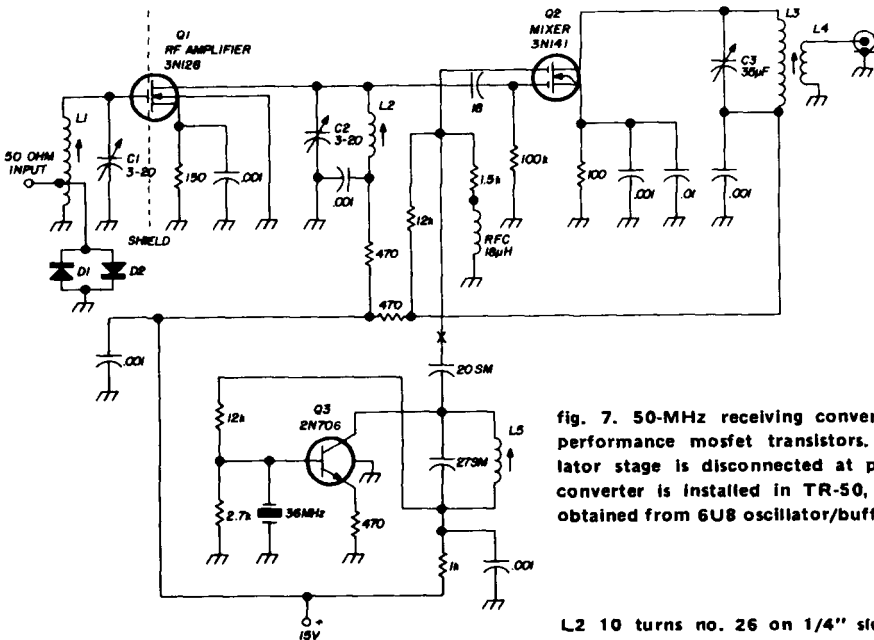 Q1
RF AMPLIFIER
3N128
Q2
MIXER
3N141
L3
L4
C3
35µF
L1
C1
3-20
50 OHM
INPUT
SHIELD
D1
D2
150
.001
C2
3-20
L2
.001
18
100k
1.5k
12k
RFC
18µH
100
.001
.01
.001
470
470
.001
x
20 SM
12k
Q3
2N706
27SM
L5
2.7k
36MHz
470
1k
.001
+
15V
fig. 7. 50-MHz receiving conver
performance mosfet transistors.
lator stage is disconnected at p
converter is installed in TR-50,
obtained from 6U8 oscillator/buff
L2 10 turns no. 26 on 1/4" sle